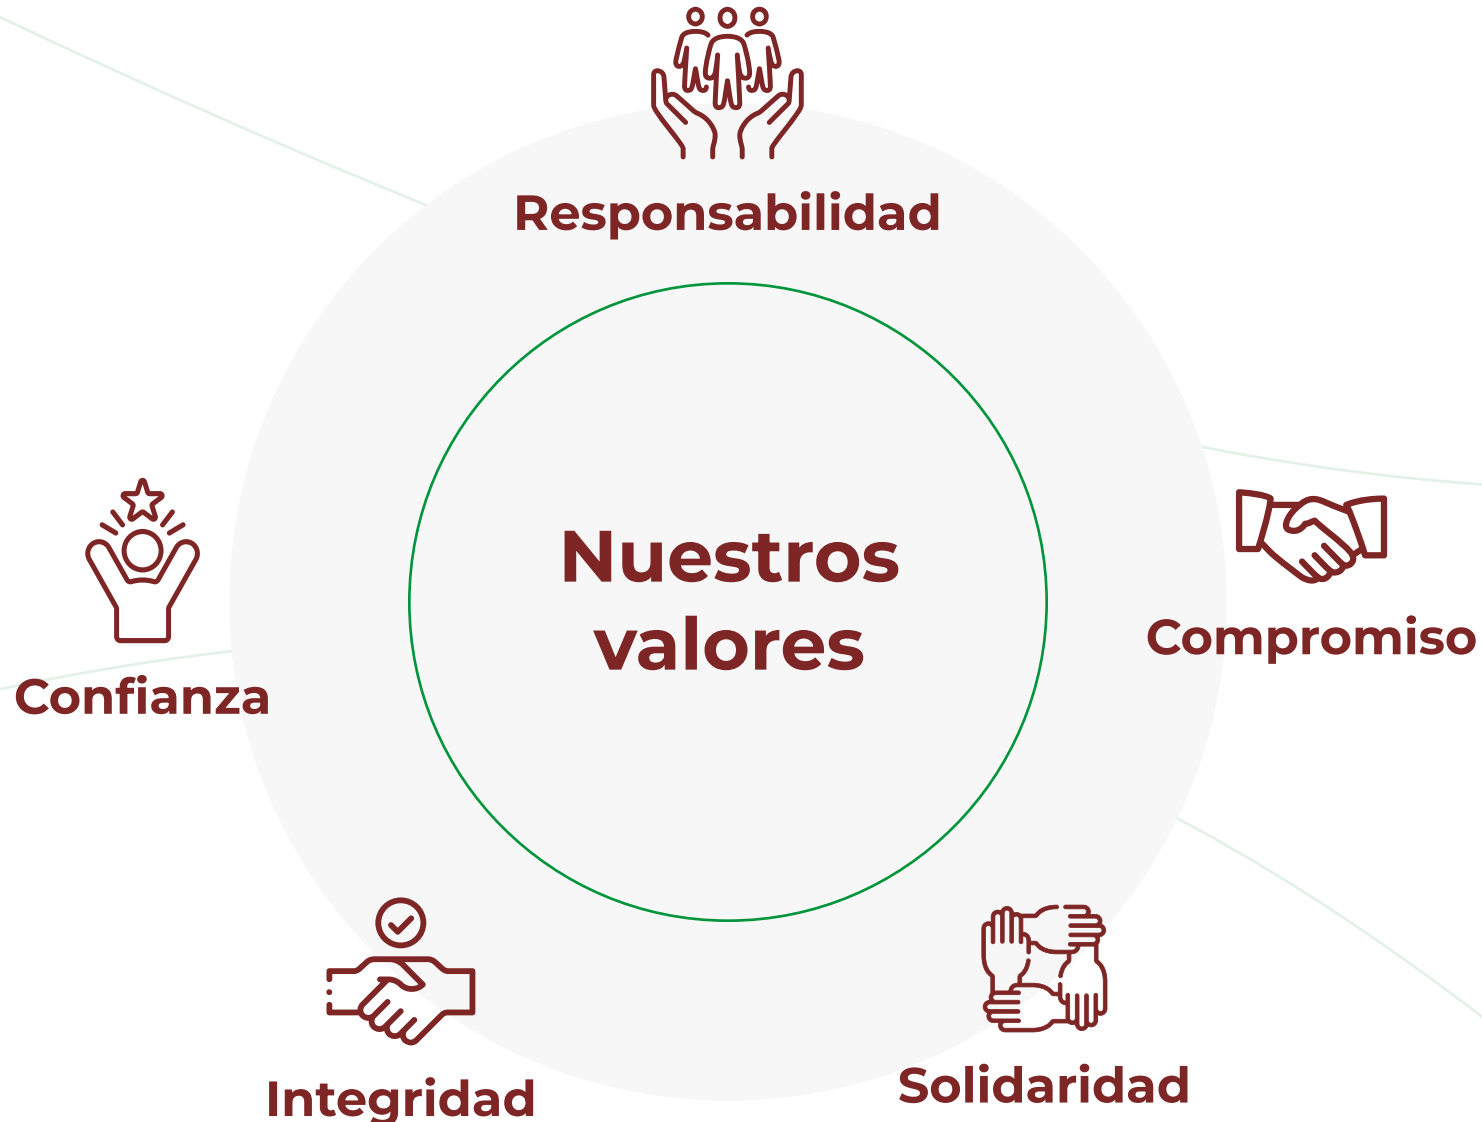 Responsabilidad
Nuestros
valores
Compromiso
Confianza
Solidaridad
Integridad